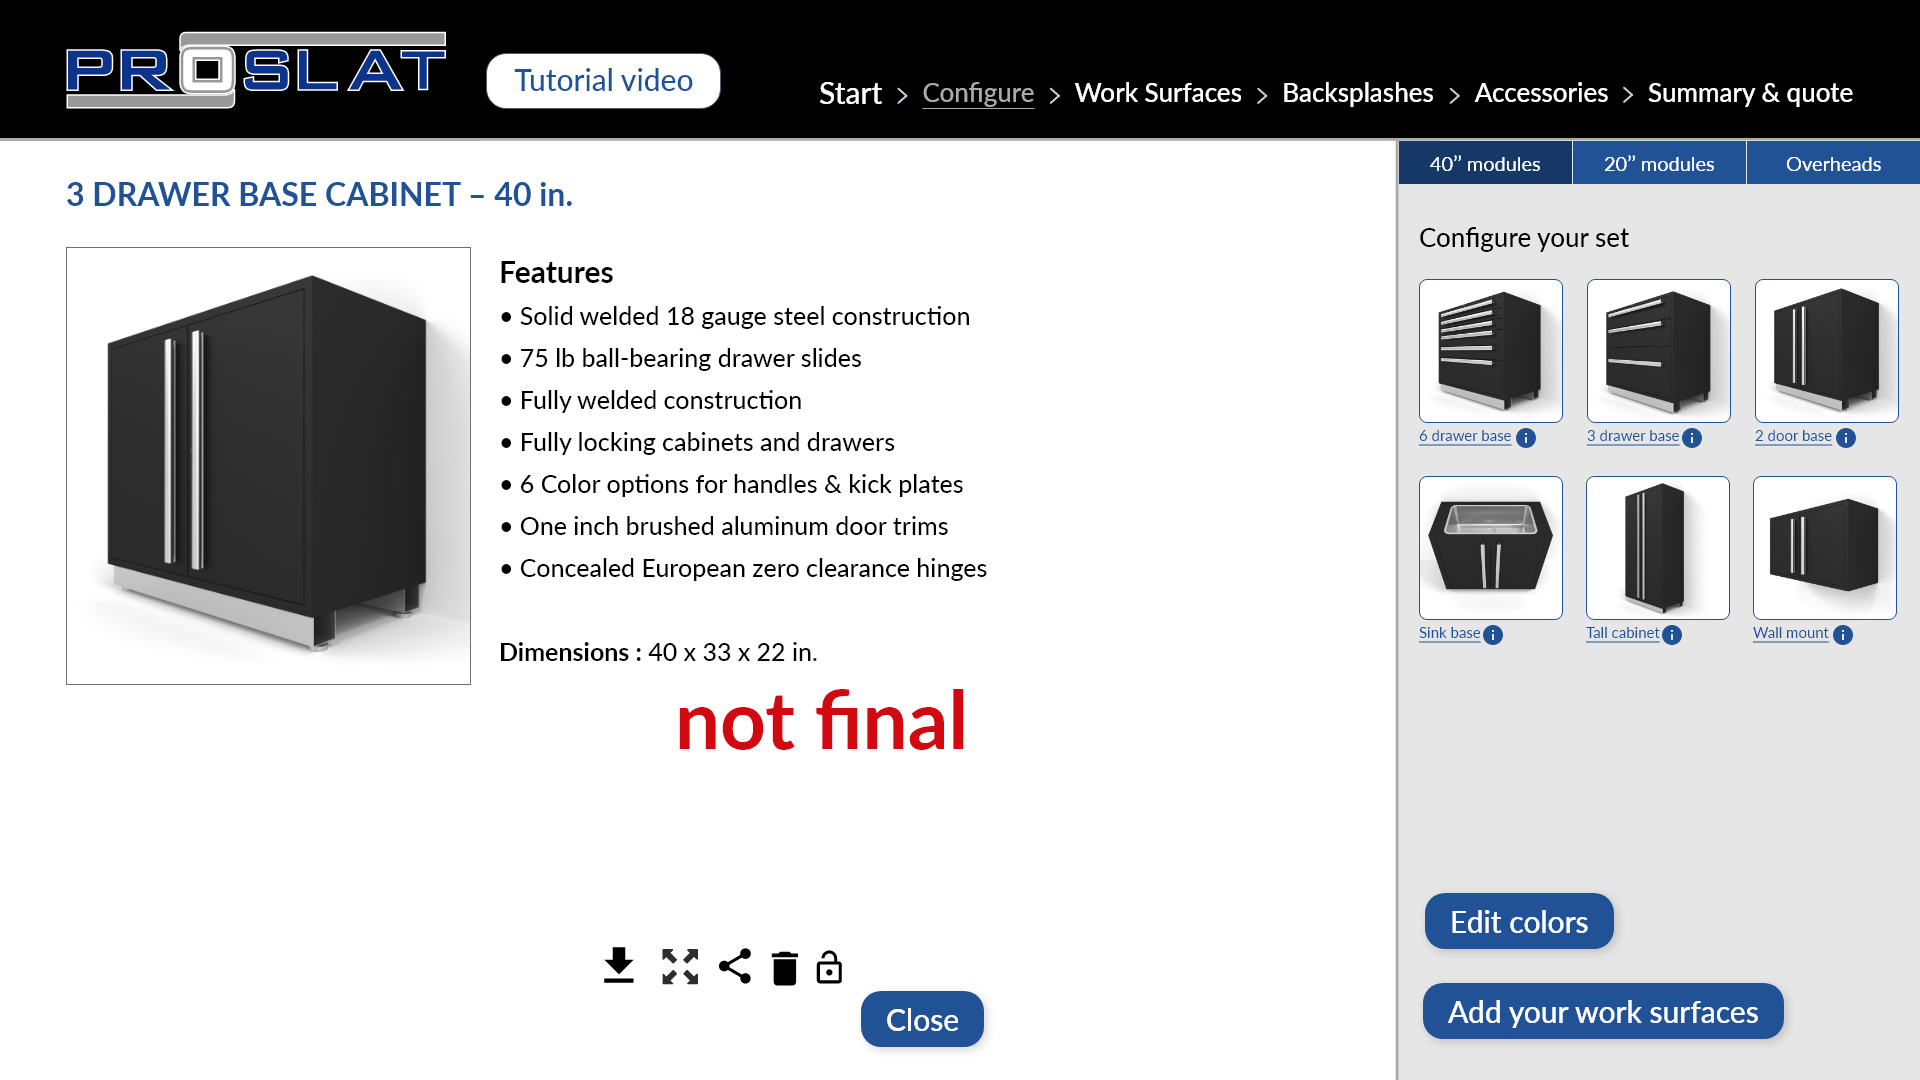 PROSLAT
Tutorial video
Start > Configure > Work Surfaces > Backsplashes > Accessories > Summary & quote
40” modules
20” modules
Overheads
3 DRAWER BASE CABINET – 40 in.
Features
• Solid welded 18 gauge steel construction
• 75 lb ball-bearing drawer slides
• Fully welded construction
• Fully locking cabinets and drawers
• 6 Color options for handles & kick plates
• One inch brushed aluminum door trims
• Concealed European zero clearance hinges
Dimensions : 40 x 33 x 22 in.
not final
Close
Configure your set
6 drawer base i
3 drawer base i
2 door base i
Sink base i
Tall cabinet i
Wall mount i
Edit colors
Add your work surfaces